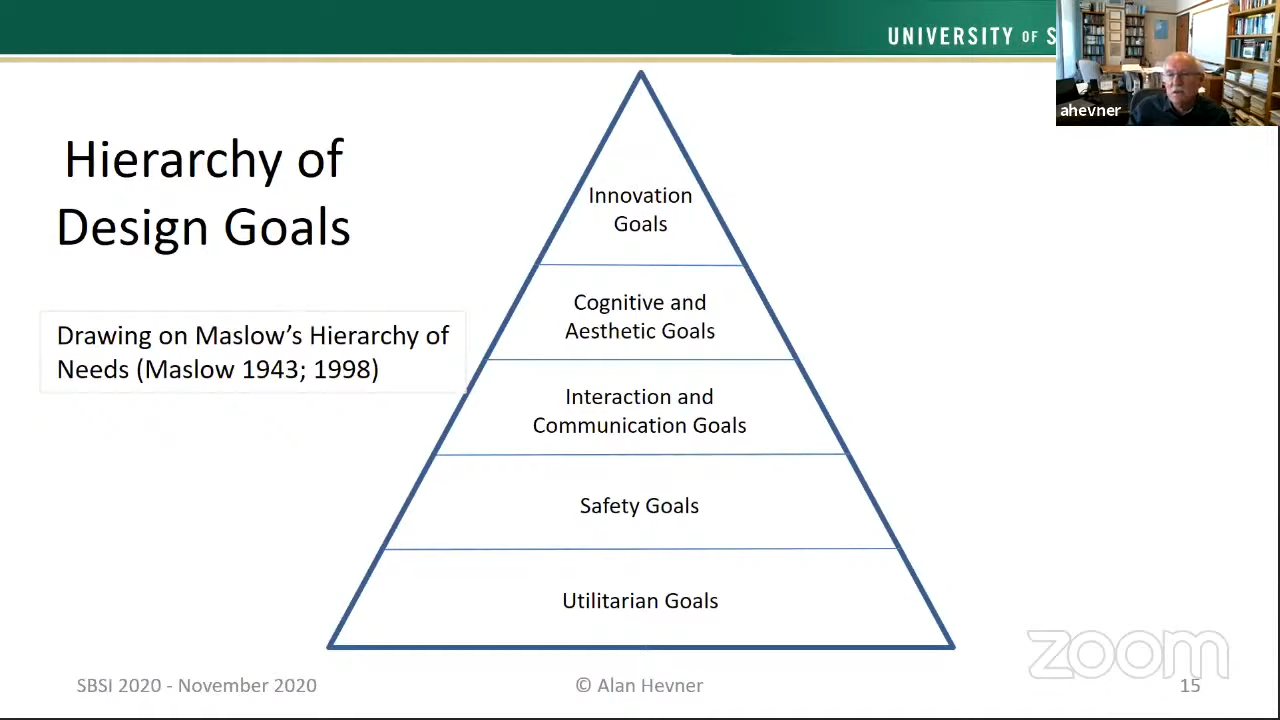 UNIVERSITY OF S
ahevner
Hierarchy of
Design Goals
Drawing on Maslow's Hierarchy of
Needs (Maslow 1943; 1998)
Innovation
Goals
Cognitive and
Aesthetic Goals
Interaction and
Communication Goals
Safety Goals
Utilitarian Goals
zoom
SBSI 2020 - November 2020
© Alan Hevner
15